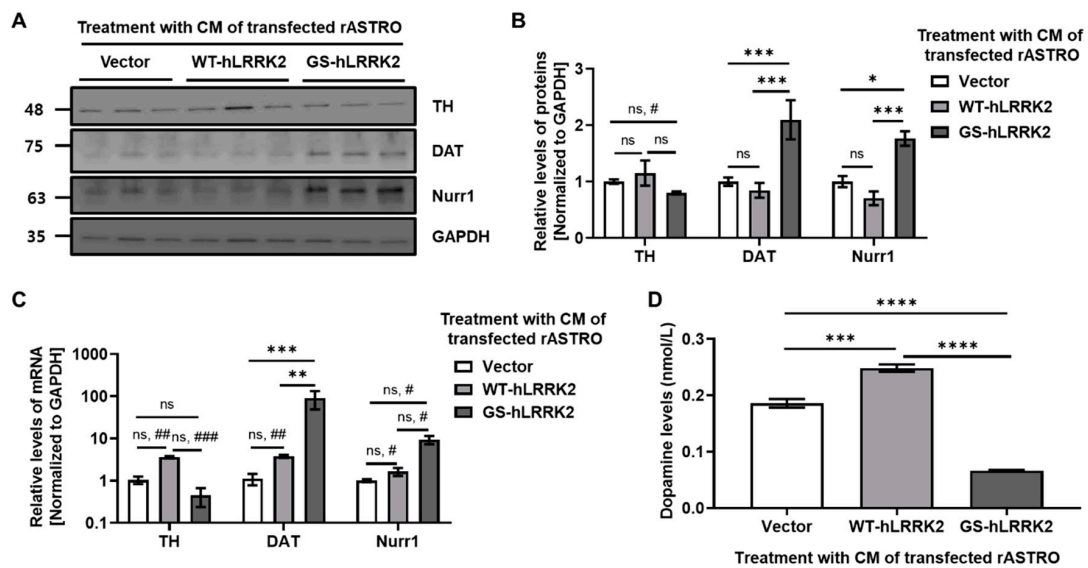 A
Treatment with CM of transfected rASTRO
Vector WT-hLRRK2 GS-hLRRK2
48 TH
75 DAT
63 Nurr1
35 GAPDH
B
Treatment with CM of
transfected rASTRO
Vector
WT-hLRRK2
GS-hLRRK2
Relative levels of proteins
[Normalized to GAPDH]
3
2
1
0
ns, #
ns ns
***
***
ns
*
***
ns
TH DAT Nurr1
C
Treatment with CM of
transfected rASTRO
Vector
WT-hLRRK2
GS-hLRRK2
Relative levels of mRNA
[Normalized to GAPDH]
1000
100
10
1
0.1
ns
ns, ## ns, ###
***
**
ns, ##
ns, #
ns, #
ns, #
TH DAT Nurr1
D
Dopamine levels (nmol/L)
0.3
0.2
0.1
0.0
****
*** ****
Vector WT-hLRRK2 GS-hLRRK2
Treatment with CM of transfected rASTRO